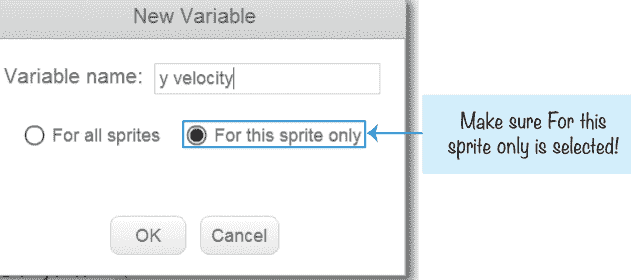 New Variable
Variable name: y velocity
For all sprites For this sprite only
Make sure For this
sprite only is selected!
OK Cancel